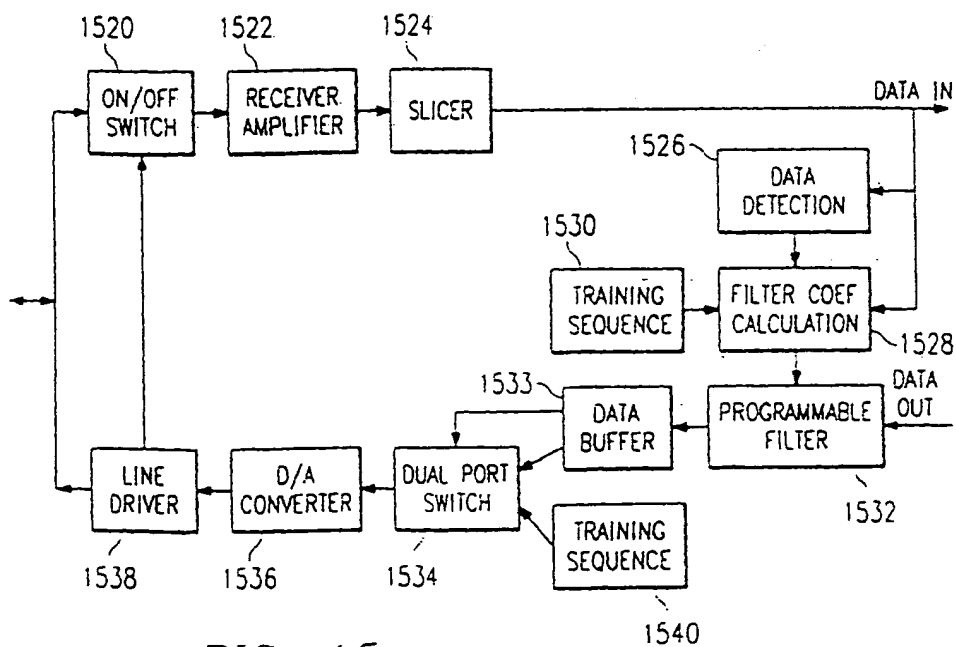 1520
1522
1524
ON/OFF
SWITCH
RECEIVER
AMPLIFIER
SLICER
DATA IN
1526
DATA
DETECTION
1530
TRAINING
SEQUENCE
FILTER COEF
CALCULATION
1528
1533
DATA
BUFFER
PROGRAMMABLE
FILTER
DATA
OUT
1532
LINE
DRIVER
D/A
CONVERTER
DUAL PORT
SWITCH
TRAINING
SEQUENCE
1538
1536
1534
1540